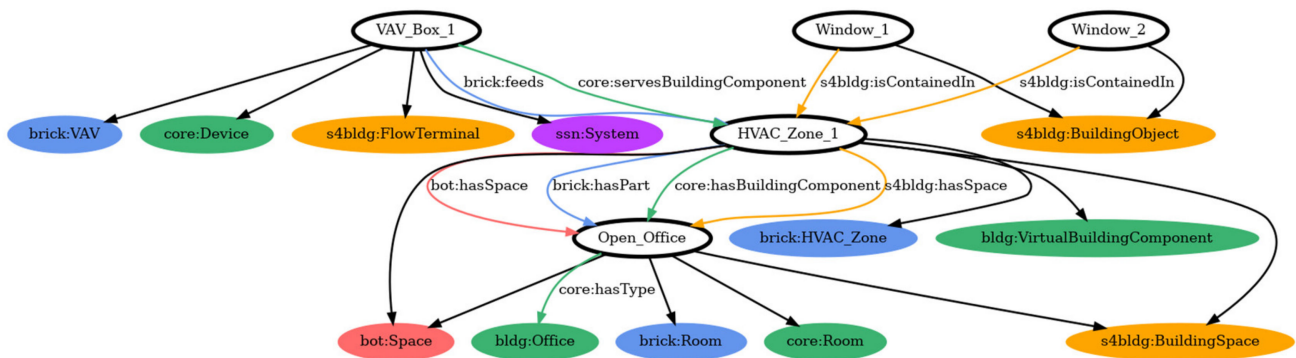 VAV_Box_1
Window_1
Window_2
brick:feeds
core:servesBuildingComponent
s4bldg:isContainedIn
s4bldg:isContainedIn
brick:VAV
core:Device
s4bldg:FlowTerminal
ssn:System
HVAC_Zone_1
s4bldg:BuildingObject
bot:hasSpace
brick:hasPart
core:hasBuildingComponent
s4bldg:hasSpace
Open_Office
brick:HVAC_Zone
bldg:VirtualBuildingComponent
core:hasType
bot:Space
bldg:Office
brick:Room
core:Room
s4bldg:BuildingSpace